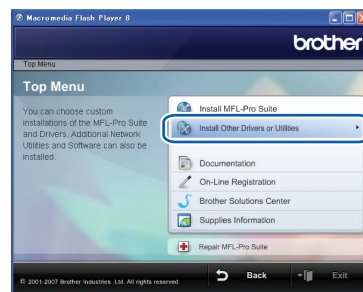 Macromedia Flash Player 8
brother
Top Menu
Top Menu
You can choose custom
installations of the MFL-Pro Suite
and Drivers. Additional Network
Utilities and Software can also be
installed.
Install MFL-Pro Suite
Install Other Drivers or Utilities
Documentation
On-Line Registration
Brother Solutions Center
Supplies Information
Repair MFL-Pro Suite
© 2001-2007 Brother Industries Ltd. All rights reserved
Back
Exit